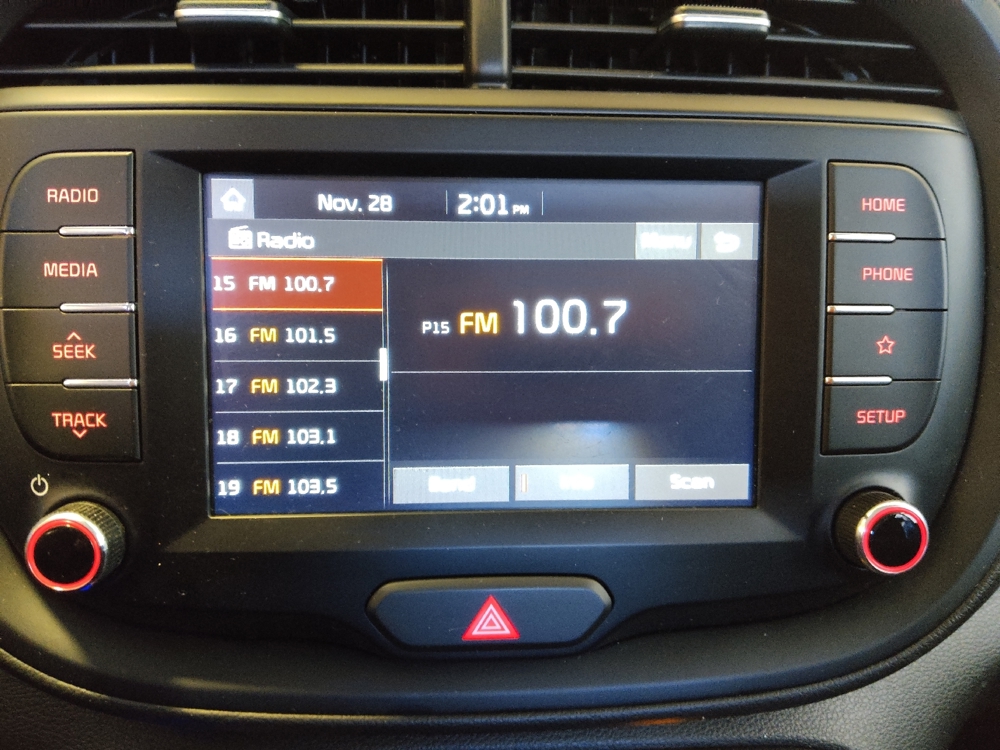 RADIO
MEDIA
SEEK
TRACK
Nov. 28 2:01 PM
Radio Menu
15 FM 100.7
16 FM 101.5
17 FM 102.3
18 FM 103.1
19 FM 103.5
P15 FM 100.7
Band Scan
HOME
PHONE
SETUP